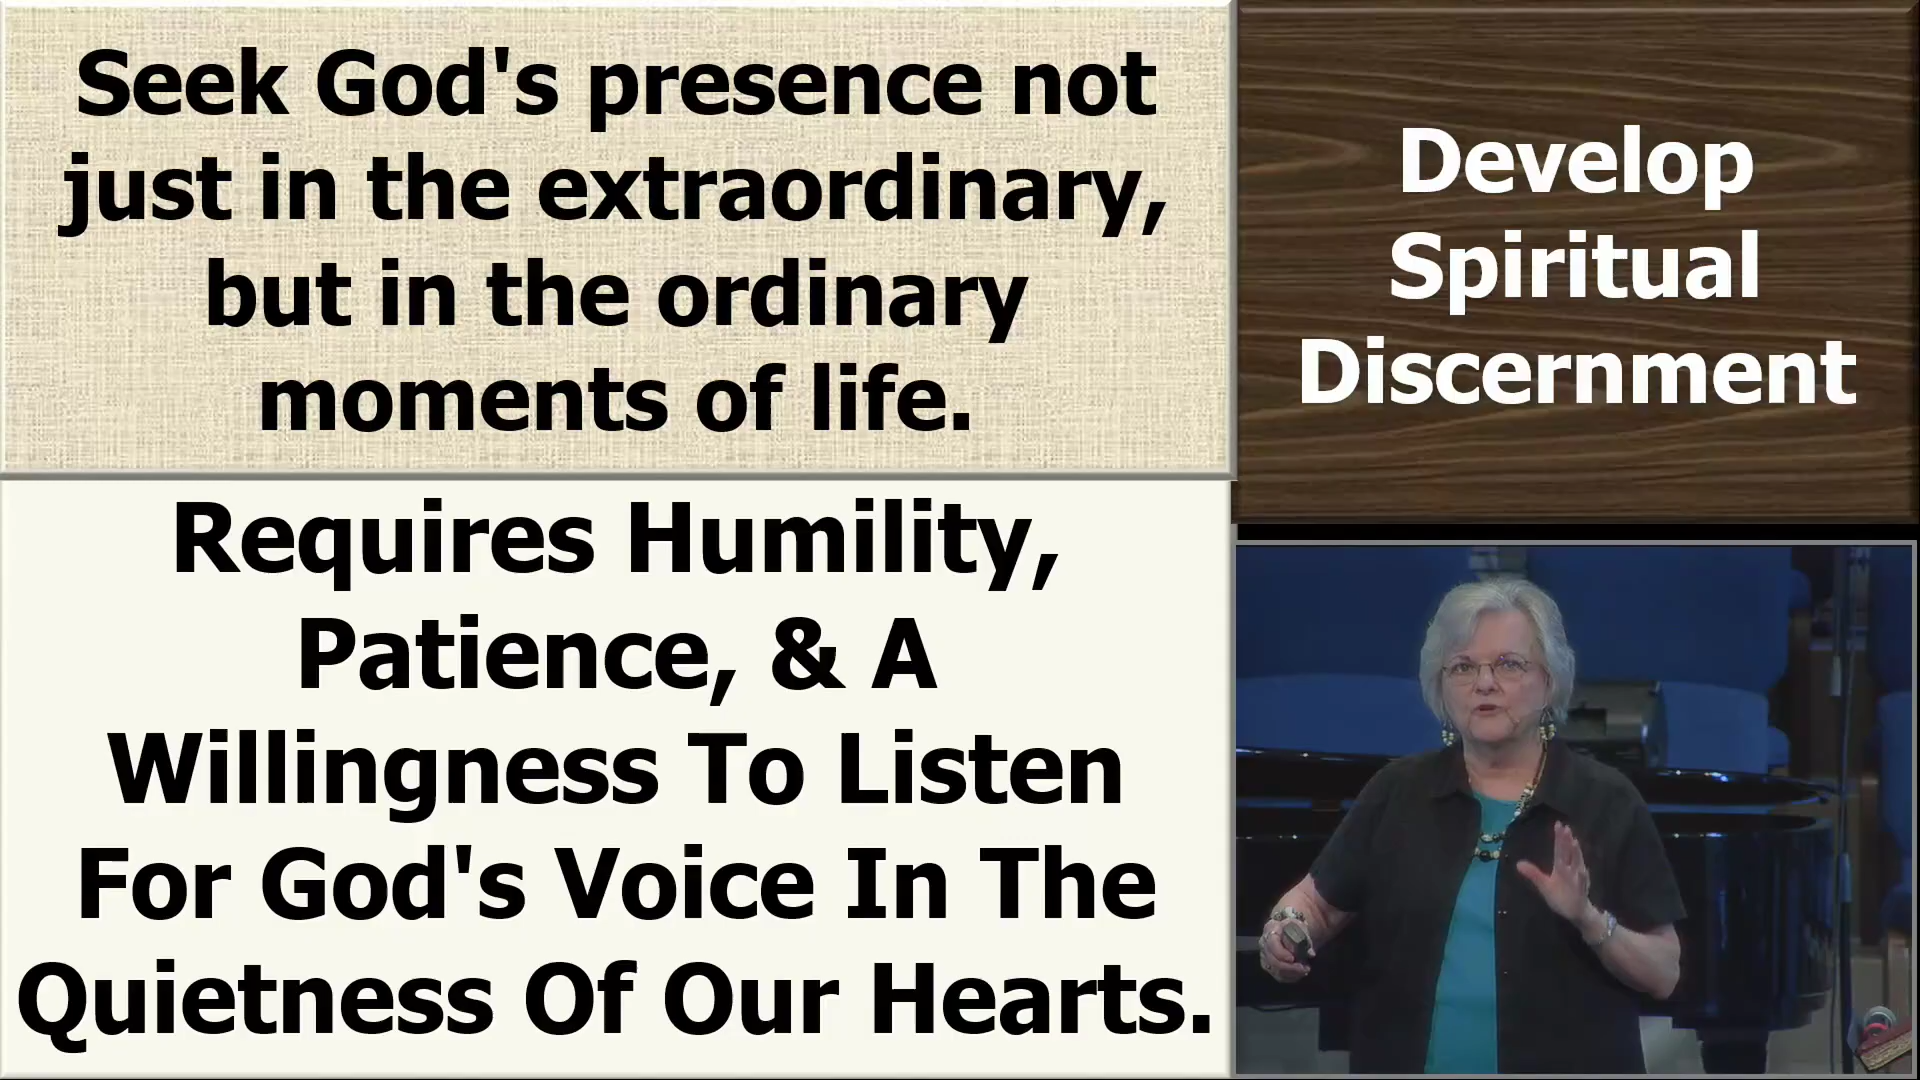 Seek God's presence not
just in the extraordinary,
but in the ordinary
moments of life.
Develop
Spiritual
Discernment
Requires Humility,
Patience, & A
Willingness To Listen
For God's Voice In The
Quietness Of Our Hearts.